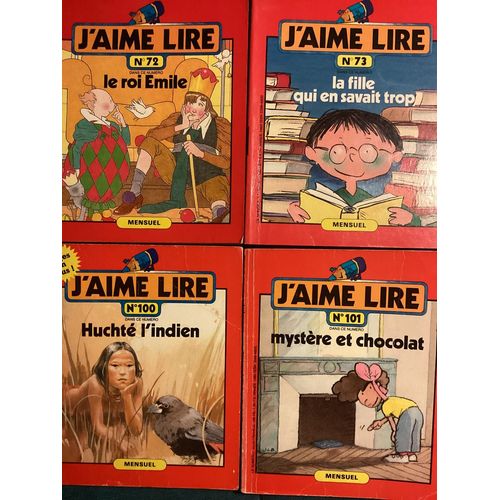 J'AIME LIRE
N°72
DANS CE NUMÉRO
le roi Emile
MENSUEL
J'AIME LIRE
N°73
DANS CE NUMÉRO
la fille
qui en savait trop
MENSUEL
J'AIME LIRE
N°100
DANS CE NUMÉRO
Huchté l'indien
MENSUEL
J'AIME LIRE
N°101
DANS CE NUMÉRO
mystère et chocolat
MENSUEL